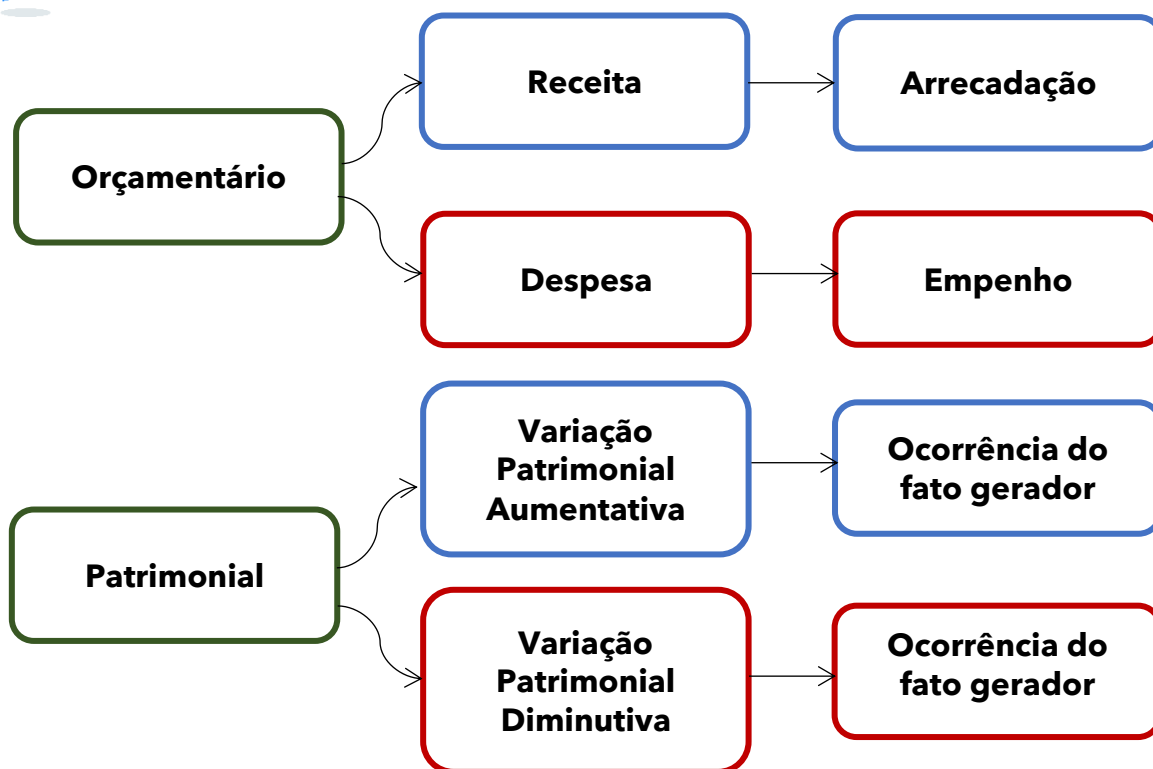 Orçamentário
Receita
Arrecadação
Despesa
Empenho
Patrimonial
Variação
Patrimonial
Aumentativa
Ocorrência do
fato gerador
Variação
Patrimonial
Diminutiva
Ocorrência do
fato gerador